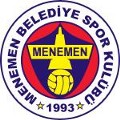 MENEMEN BELEDİYE SPOR KULÜBÜ
MENEMEN
1993